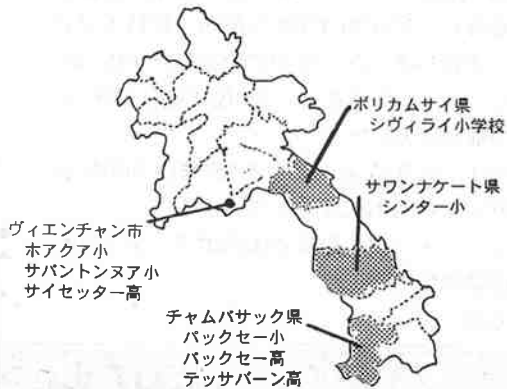 ボリカムサイ県
シヴィライ小学校
サワンナケート県
シンター小
ヴィエンチャン市
ホアクア小
サパントンヌア小
サイセッター高
チャムパサック県
パックセー小
パックセー高
テッサバーン高